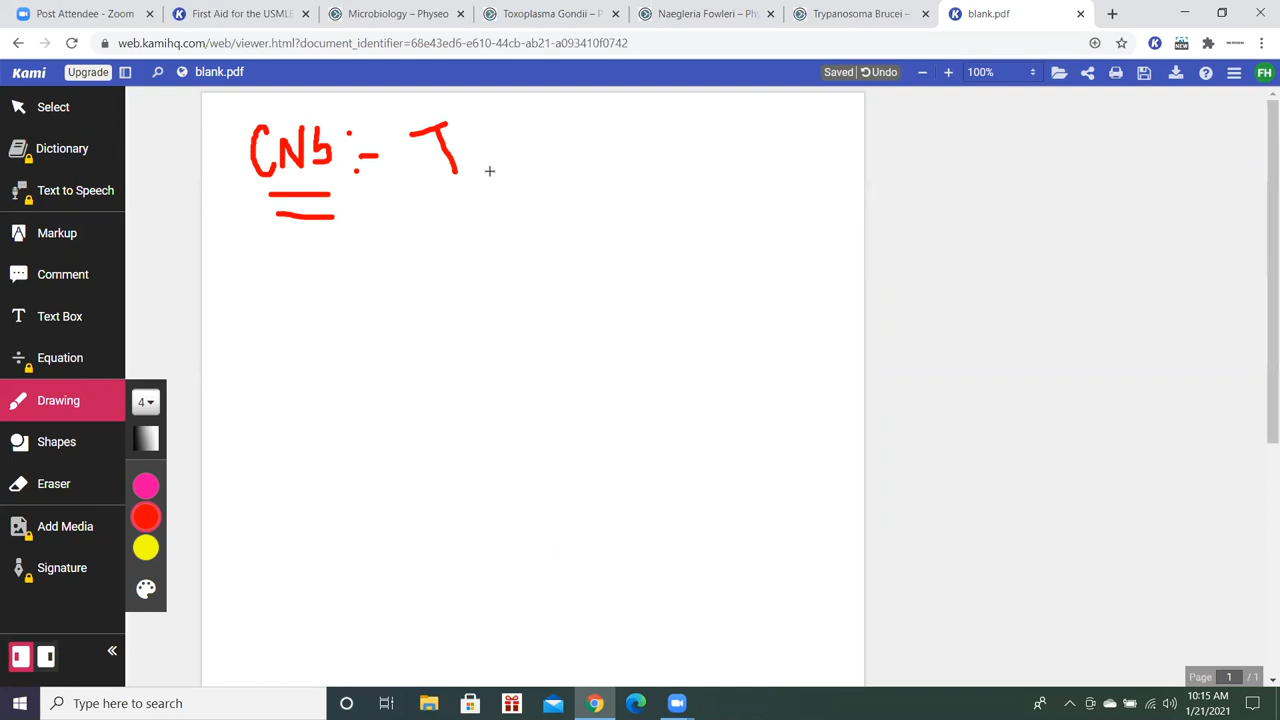 Post Attendee - Zoom
First Aid for the USMLE
Microbiology – Physeo
Toxoplasma Gondii – P
Naegleria Fowleri – Phy
Trypanosoma Brucei –
blank.pdf
web.kamihq.com/web/viewer.html?document_identifier=68e43ed6-e610-44cb-ab21-a093410f0742
NEW
FH
Kami
Upgrade
blank.pdf
Saved
Undo
100%
CNS :- T
Select
Dictionary
Text to Speech
Markup
Comment
Text Box
Equation
Drawing
4
Shapes
Eraser
Add Media
Signature
Page 1 / 1
Type here to search
10:15 AM
1/21/2021